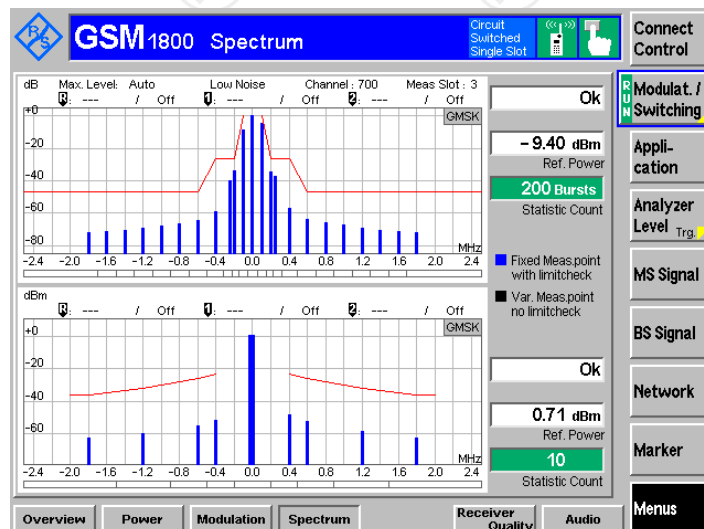 R&S
GSM 1800 Spectrum
Circuit Switched Single Slot
Connect Control
dB Max. Level: Auto Low Noise Channel : 700 Meas Slot : 3
R: --- / Off 1: --- / Off 2: --- / Off
GMSK
+0
-20
-40
-60
-80
MHz
-2.4 -2.0 -1.6 -1.2 -0.8 -0.4 0.0 0.4 0.8 1.2 1.6 2.0 2.4
Ok
-9.40 dBm
Ref. Power
200 Bursts
Statistic Count
Fixed Meas.point
with limitcheck
Var. Meas.point
no limitcheck
dBm
R: --- / Off 1: --- / Off 2: --- / Off
GMSK
+0
-20
-40
-60
MHz
-2.4 -2.0 -1.6 -1.2 -0.8 -0.4 0.0 0.4 0.8 1.2 1.6 2.0 2.4
Ok
0.71 dBm
Ref. Power
10
Statistic Count
RUN
Modulat. /
Switching
Appli-
cation
Analyzer
Level Trg.
MS Signal
BS Signal
Network
Marker
Menus
Overview Power Modulation Spectrum Receiver Quality Audio